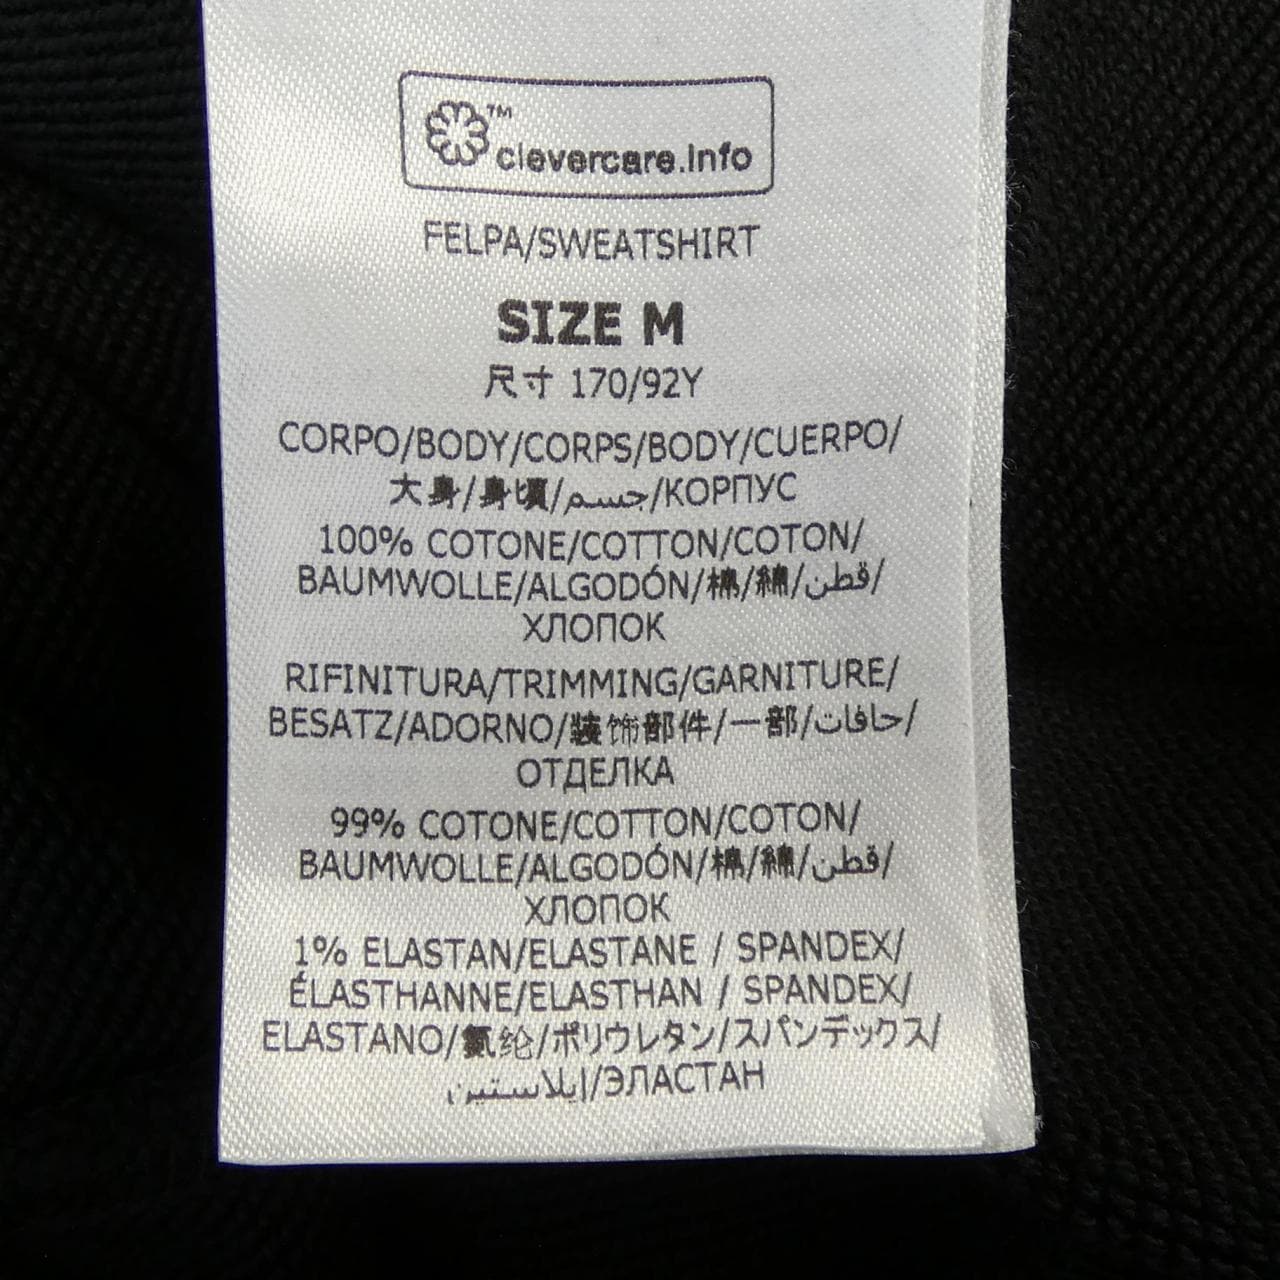 ™
clevercare.info
FELPA/SWEATSHIRT
SIZE M
尺寸 170/92Y
CORPO/BODY/CORPS/BODY/CUERPO/
大身/身頃/جسم/КОРПУС
100% COTONE/COTTON/COTON/
BAUMWOLLE/ALGODÓN/棉/綿/قطن/
ХЛОПОК
RIFINITURA/TRIMMING/GARNITURE/
BESATZ/ADORNO/装饰部件/一部/حافات/
ОТДЕЛКА
99% COTONE/COTTON/COTON/
BAUMWOLLE/ALGODÓN/棉/綿/قطن/
ХЛОПОК
1% ELASTAN/ELASTANE / SPANDEX/
ÉLASTHANNE/ELASTHAN / SPANDEX/
ELASTANO/氨纶/ポリウレタン/スパンデックス/
إيلاستين/ЭЛАСТАН